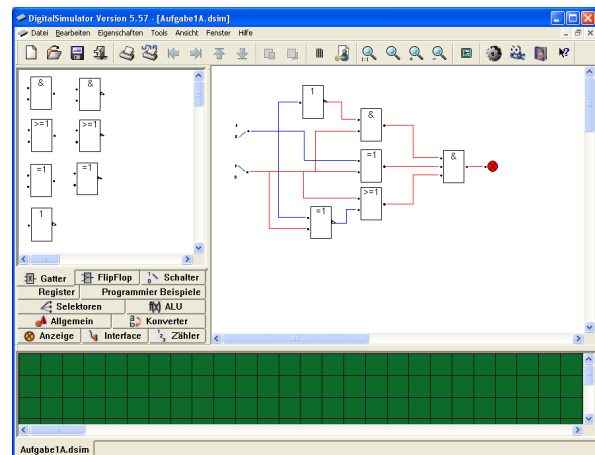 DigitalSimulator Version 5.57 - [Aufgabe1A.dsim]
Datei Bearbeiten Eigenschaften Tools Ansicht Fenster Hilfe
& &
>=1 >=1
=1 =1
1
1
&
=1
&
>=1
=1
Gatter FlipFlop Schalter
Register Programmier Beispiele
Selektoren f(x) ALU
Allgemein Konverter
Anzeige Interface Zähler
Aufgabe1A.dsim